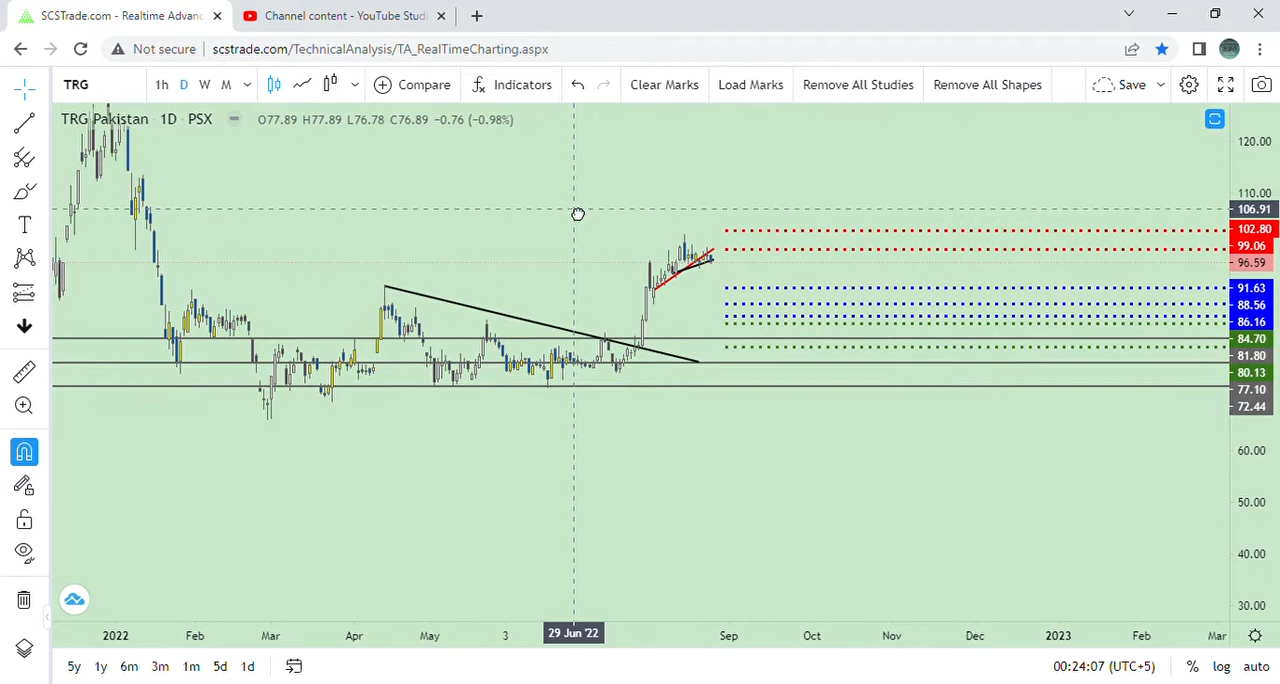 SCSTrade.com - Realtime Advanc
Channel content - YouTube Studi
Not secure scstrade.com/TechnicalAnalysis/TA_RealTimeCharting.aspx
TRG 1h D W M Compare Indicators Clear Marks Load Marks Remove All Studies Remove All Shapes Save
TRG Pakistan · 1D · PSX O77.89 H77.89 L76.78 C76.89 −0.76 (−0.98%)
120.00
110.00
106.91
102.80
99.06
96.59
91.63
88.56
86.16
84.70
81.80
80.13
77.10
72.44
60.00
50.00
40.00
30.00
2022 Feb Mar Apr May 3 29 Jun '22 Sep Oct Nov Dec 2023 Feb Mar
5y 1y 6m 3m 1m 5d 1d 00:24:07 (UTC+5) % log auto